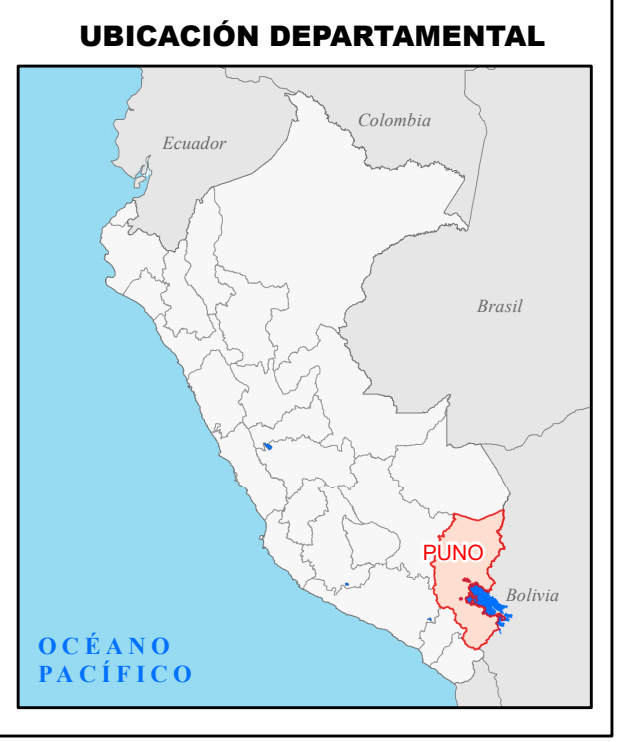 UBICACIÓN DEPARTAMENTAL
Colombia
Ecuador
Brasil
PUNO
Bolivia
OCÉANO
PACÍFICO